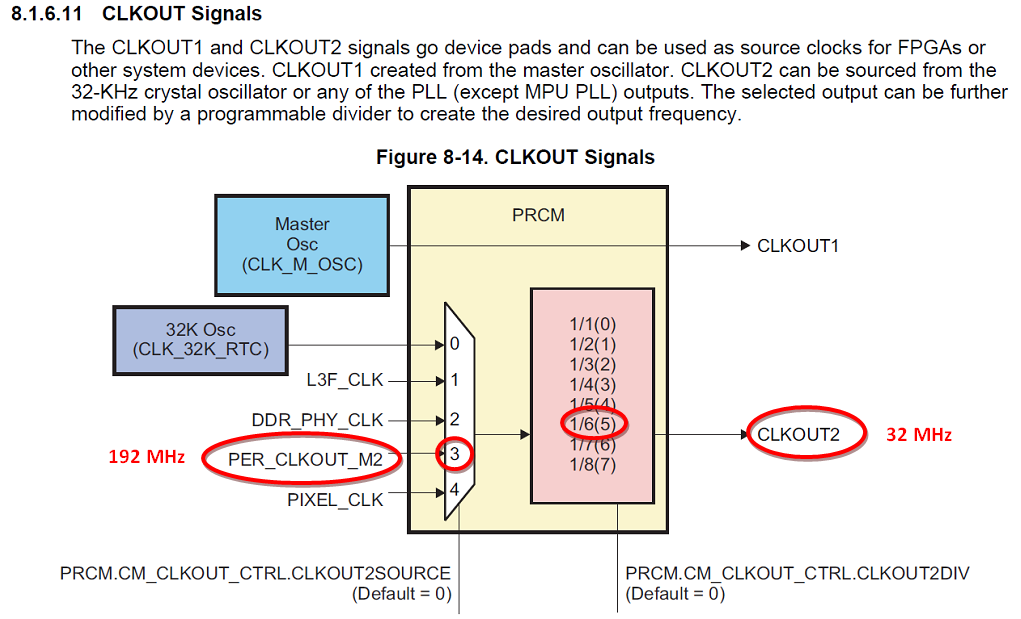 8.1.6.11 CLKOUT Signals
The CLKOUT1 and CLKOUT2 signals go device pads and can be used as source clocks for FPGAs or
other system devices. CLKOUT1 created from the master oscillator. CLKOUT2 can be sourced from the
32-KHz crystal oscillator or any of the PLL (except MPU PLL) outputs. The selected output can be further
modified by a programmable divider to create the desired output frequency.
Figure 8-14. CLKOUT Signals
PRCM
Master
Osc
(CLK_M_OSC)
CLKOUT1
32K Osc
(CLK_32K_RTC)
0
L3F_CLK
1
DDR_PHY_CLK
2
192 MHz
PER_CLKOUT_M2
3
PIXEL_CLK
4
1/1(0)
1/2(1)
1/3(2)
1/4(3)
1/5(4)
1/6(5)
1/7(6)
1/8(7)
CLKOUT2
32 MHz
PRCM.CM_CLKOUT_CTRL.CLKOUT2SOURCE
(Default = 0)
PRCM.CM_CLKOUT_CTRL.CLKOUT2DIV
(Default = 0)